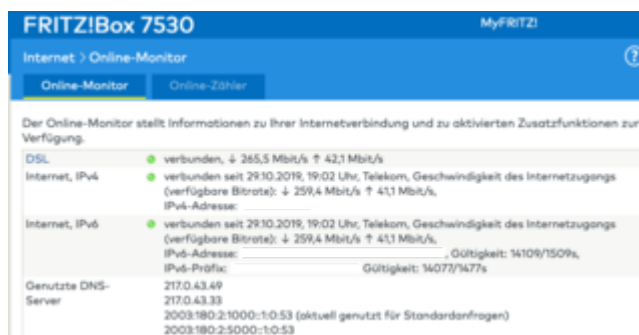 FRITZ!Box 7530
MyFRITZ!
Internet > Online-Monitor
Online-Monitor
Online-Zähler
Der Online-Monitor stellt Informationen zu Ihrer Internetverbindung und zu aktivierten Zusatzfunktionen zur
Verfügung.
DSL
verbunden, ↓ 265,5 Mbit/s ↑ 42,1 Mbit/s
Internet, IPv4
verbunden seit 29.10.2019, 19:02 Uhr, Telekom, Geschwindigkeit des Internetzugangs
(verfügbare Bitrate): ↓ 259,4 Mbit/s ↑ 41,1 Mbit/s,
IPv4-Adresse:
Internet, IPv6
verbunden seit 29.10.2019, 19:02 Uhr, Telekom, Geschwindigkeit des Internetzugangs
(verfügbare Bitrate): ↓ 259,4 Mbit/s ↑ 41,1 Mbit/s,
IPv6-Adresse: , Gültigkeit: 14109/1509s,
IPv6-Präfix: Gültigkeit: 14077/1477s
Genutzte DNS-
Server
217.0.43.49
217.0.43.33
2003:180:2:1000::1:0:53 (aktuell genutzt für Standardanfragen)
2003:180:2:5000::1:0:53